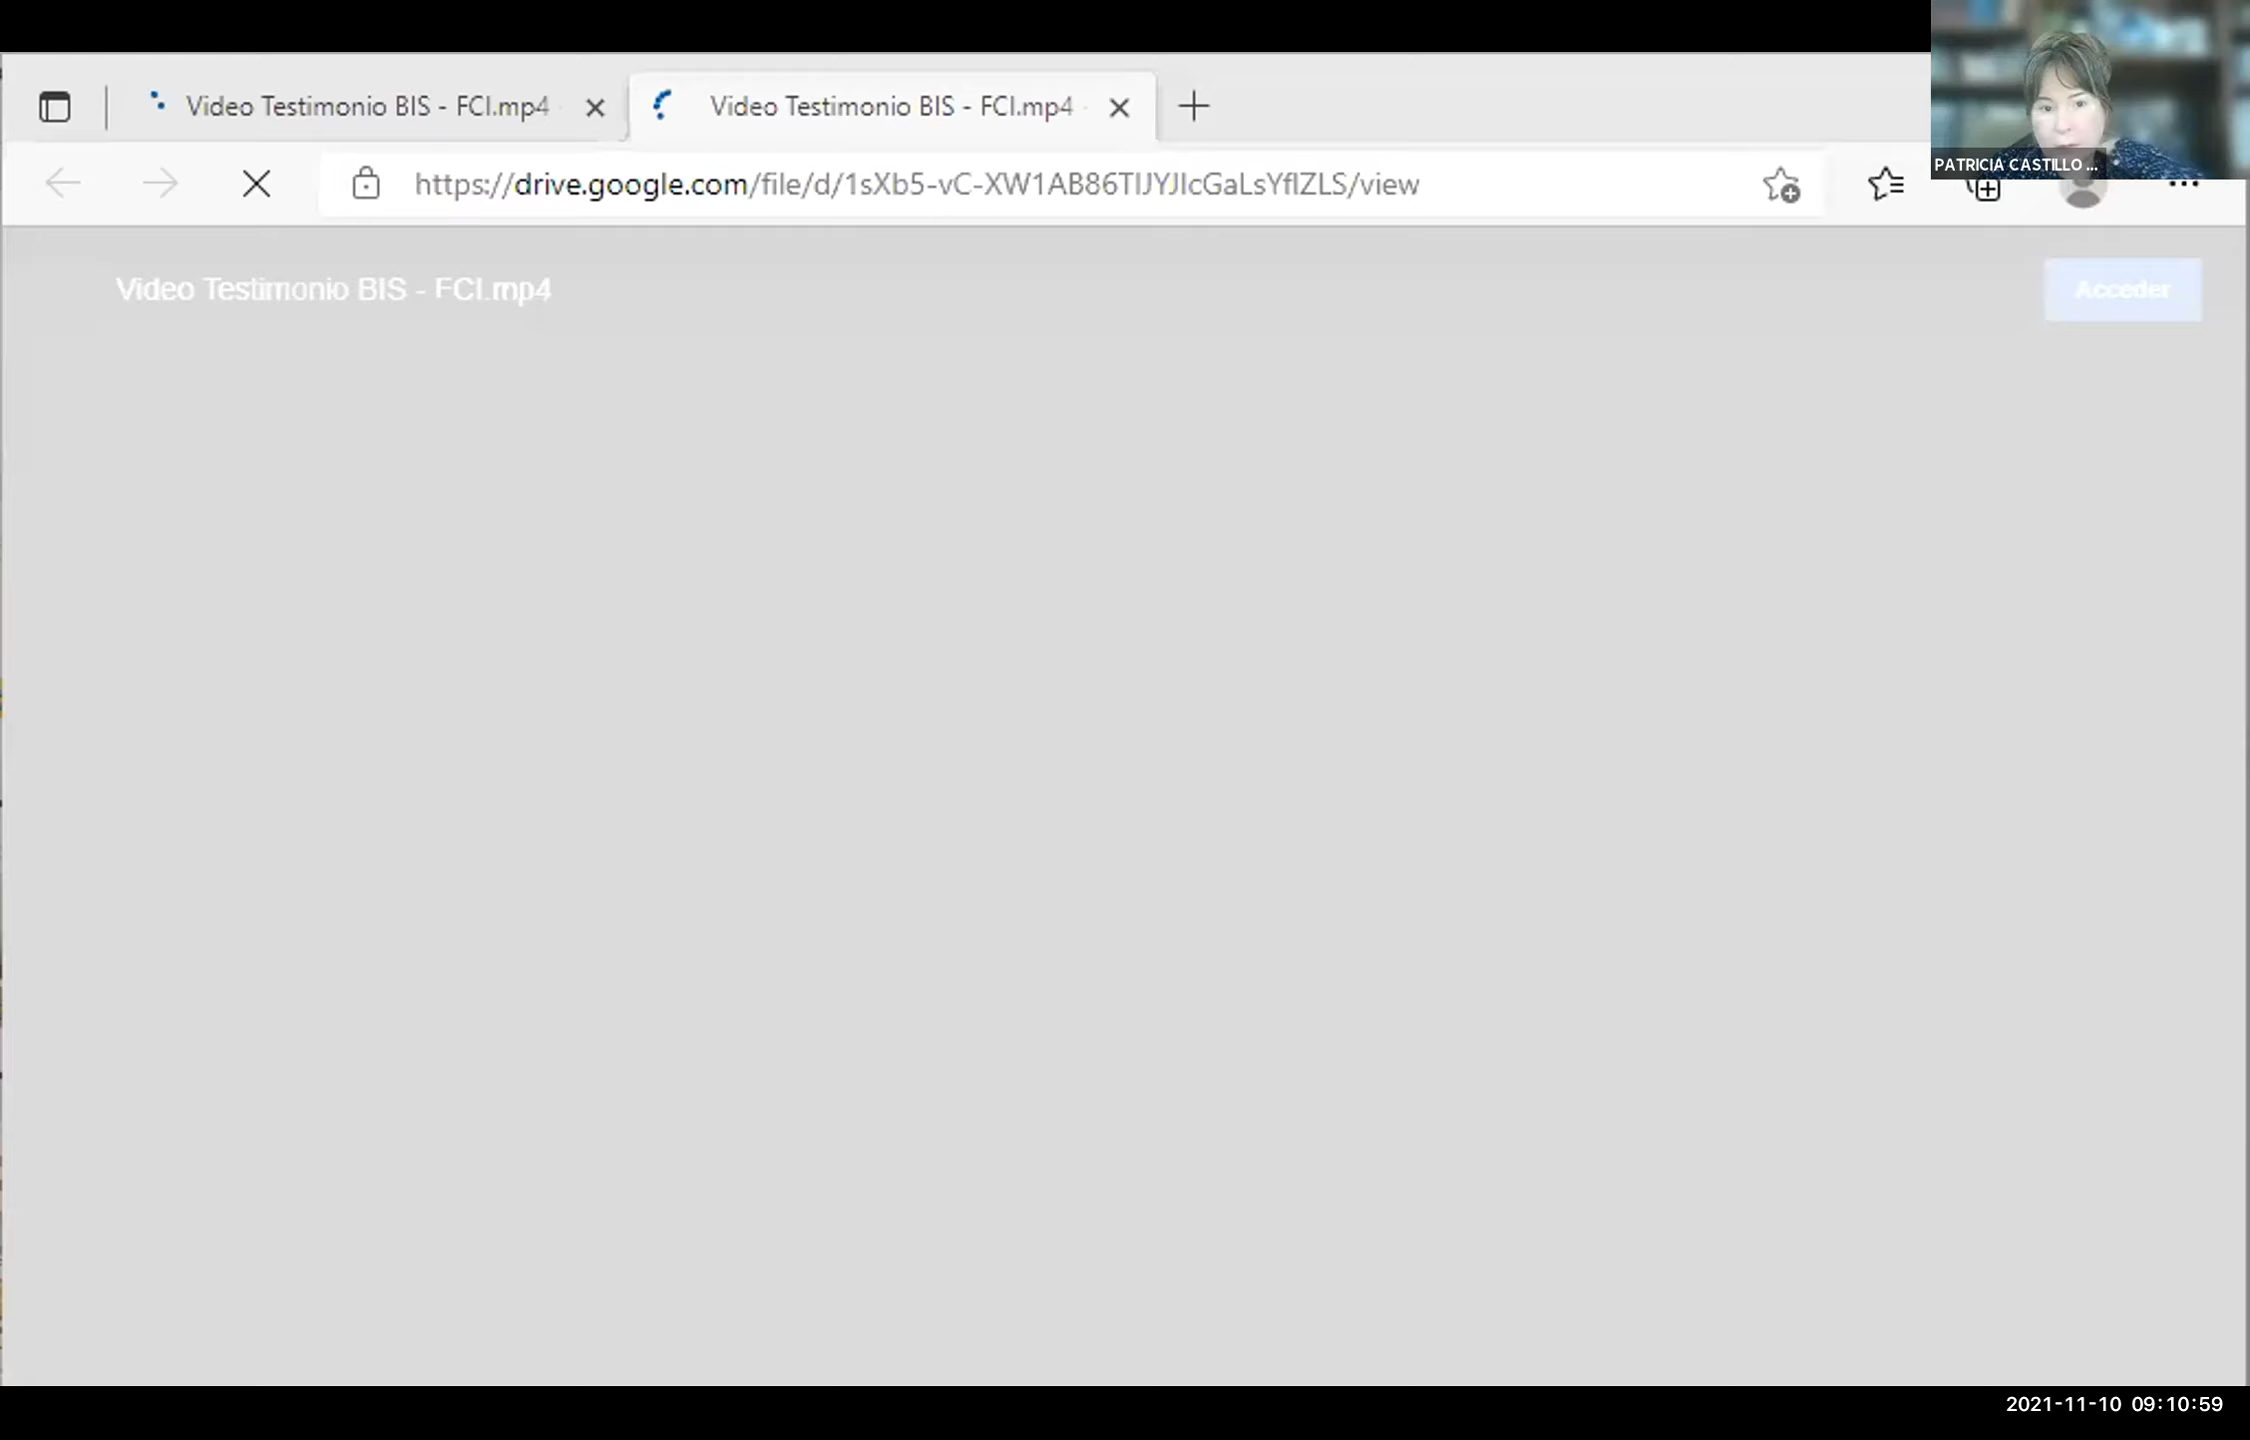 Video Testimonio BIS - FCI.mp4
Video Testimonio BIS - FCI.mp4
PATRICIA CASTILLO ...
https://drive.google.com/file/d/1sXb5-vC-XW1AB86TIJYJIcGaLsYfIZLS/view
Video Testimonio BIS - FCI.mp4
Acceder
2021-11-10 09:10:59